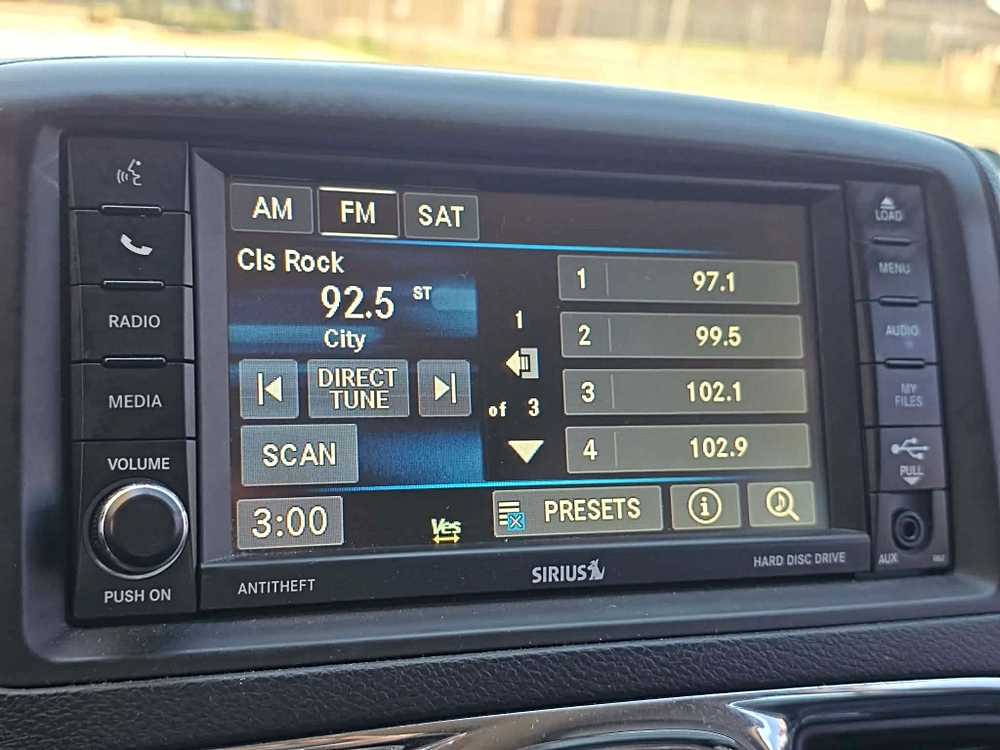 AM FM SAT
Cls Rock
92.5 ST
City
DIRECT
TUNE
SCAN
3:00
Yes
1
of 3
1 97.1
2 99.5
3 102.1
4 102.9
PRESETS
RADIO
MEDIA
VOLUME
PUSH ON
LOAD
MENU
AUDIO
MY
FILES
PULL
AUX
ANTITHEFT
SIRIUS
HARD DISC DRIVE